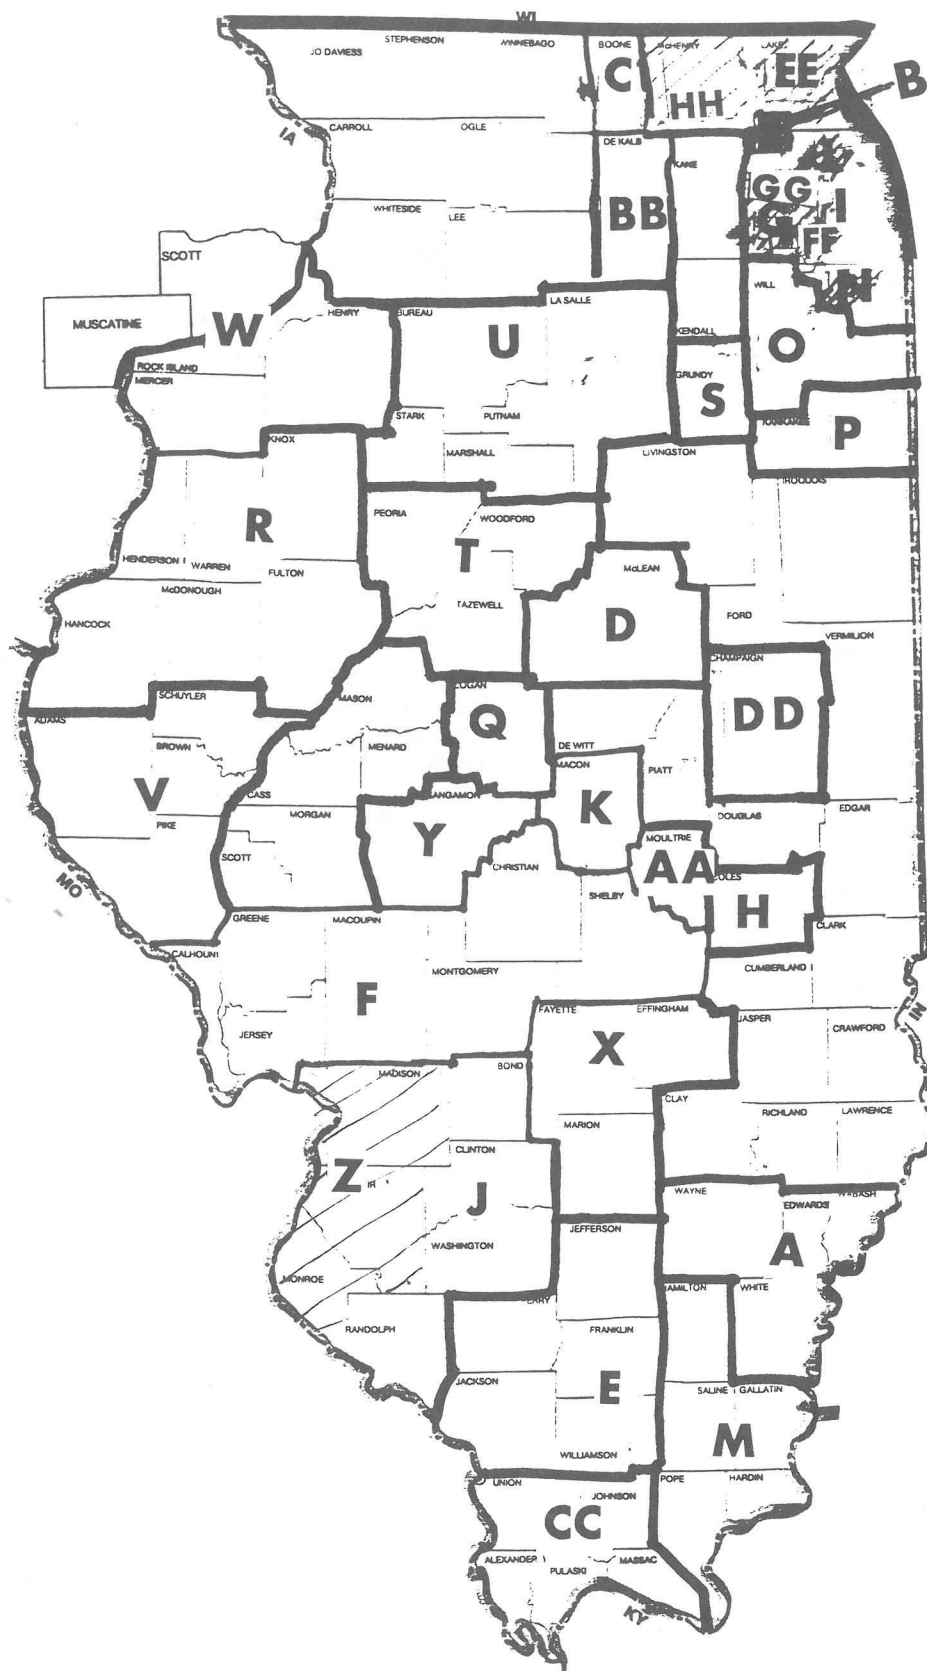 WI
JO DAVIESS STEPHENSON WINNEBAGO BOONE McHENRY LAKE
C HH EE B
IA
CARROLL OGLE DE KALB KANE
WHITESIDE LEE BB GG I
G FF
SCOTT
MUSCATINE
W HENRY BUREAU LA SALLE WILL N
U KENDALL O
ROCK ISLAND
MERCER GRUNDY
STARK PUTNAM S KANKAKEE P
KNOX MARSHALL LIVINGSTON
IROQUOIS
R PEORIA WOODFORD
T
HENDERSON WARREN FULTON McLEAN
McDONOUGH TAZEWELL D FORD
HANCOCK VERMILION
CHAMPAIGN
SCHUYLER MASON LOGAN
ADAMS Q DD
BROWN MENARD DE WITT
V CASS MACON PIATT
SANGAMON K
PIKE MORGAN DOUGLAS EDGAR
Y MOULTRIE
SCOTT CHRISTIAN AA COLES
MO SHELBY H
GREENE MACOUPIN CLARK
CALHOUN MONTGOMERY CUMBERLAND
F
JERSEY FAYETTE EFFINGHAM JASPER IN
CRAWFORD
X
MADISON BOND CLAY
MARION RICHLAND LAWRENCE
CLINTON
Z IR J WAYNE WABASH
EDWARDS
JEFFERSON A
WASHINGTON
MONROE HAMILTON WHITE
PERRY
RANDOLPH FRANKLIN
JACKSON E SALINE GALLATIN
M
WILLIAMSON
UNION POPE HARDIN
JOHNSON
CC
ALEXANDER PULASKI MASSAC
KY